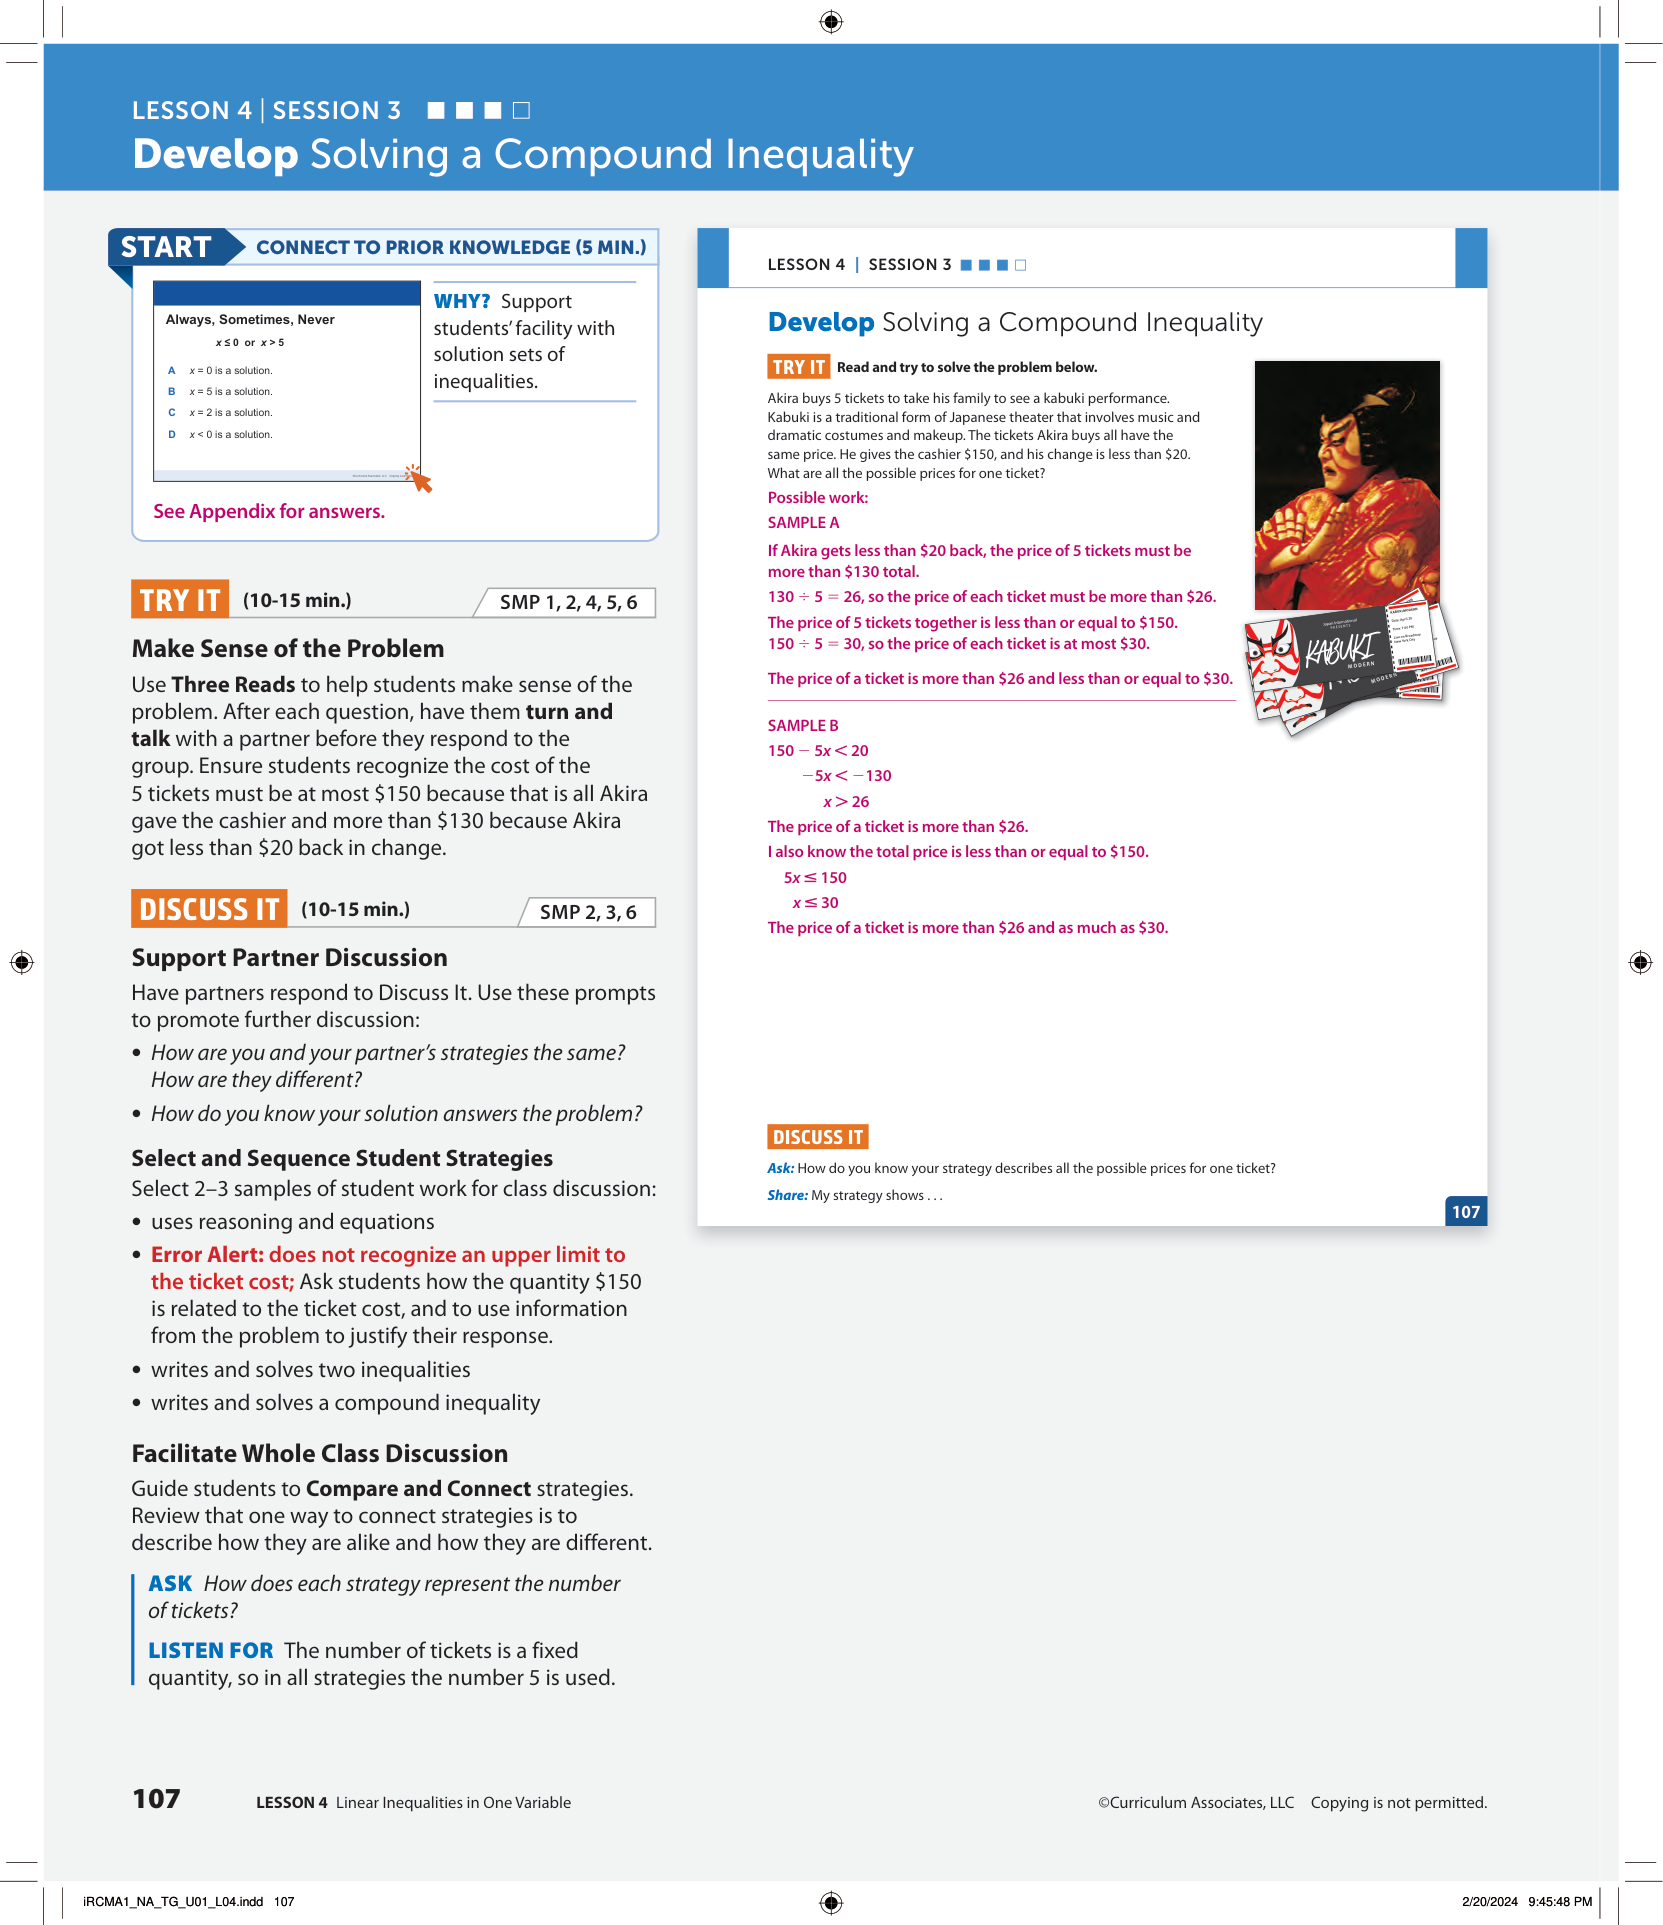 LESSON 4 | SESSION 3
Develop Solving a Compound Inequality
START CONNECT TO PRIOR KNOWLEDGE (5 MIN.)
Always, Sometimes, Never
x ≤ 0 or x > 5
A x = 0 is a solution.
B x = 5 is a solution.
C x = 2 is a solution.
D x < 0 is a solution.
WHY? Support
students’ facility with
solution sets of
inequalities.
See Appendix for answers.
TRY IT (10-15 min.) SMP 1, 2, 4, 5, 6
Make Sense of the Problem
Use Three Reads to help students make sense of the
problem. After each question, have them turn and
talk with a partner before they respond to the
group. Ensure students recognize the cost of the
5 tickets must be at most $150 because that is all Akira
gave the cashier and more than $130 because Akira
got less than $20 back in change.
DISCUSS IT (10-15 min.) SMP 2, 3, 6
Support Partner Discussion
Have partners respond to Discuss It. Use these prompts
to promote further discussion:
• How are you and your partner’s strategies the same?
How are they different?
• How do you know your solution answers the problem?
Select and Sequence Student Strategies
Select 2–3 samples of student work for class discussion:
• uses reasoning and equations
• Error Alert: does not recognize an upper limit to
the ticket cost; Ask students how the quantity $150
is related to the ticket cost, and to use information
from the problem to justify their response.
• writes and solves two inequalities
• writes and solves a compound inequality
Facilitate Whole Class Discussion
Guide students to Compare and Connect strategies.
Review that one way to connect strategies is to
describe how they are alike and how they are different.
ASK How does each strategy represent the number
of tickets?
LISTEN FOR The number of tickets is a fixed
quantity, so in all strategies the number 5 is used.
LESSON 4 | SESSION 3
Develop Solving a Compound Inequality
TRY IT Read and try to solve the problem below.
Akira buys 5 tickets to take his family to see a kabuki performance.
Kabuki is a traditional form of Japanese theater that involves music and
dramatic costumes and makeup. The tickets Akira buys all have the
same price. He gives the cashier $150, and his change is less than $20.
What are all the possible prices for one ticket?
Possible work:
SAMPLE A
If Akira gets less than $20 back, the price of 5 tickets must be
more than $130 total.
130 ÷ 5 = 26, so the price of each ticket must be more than $26.
The price of 5 tickets together is less than or equal to $150.
150 ÷ 5 = 30, so the price of each ticket is at most $30.
The price of a ticket is more than $26 and less than or equal to $30.
KABUKI
MODERN
MODERN
SAMPLE B
150 − 5x < 20
−5x < −130
x > 26
The price of a ticket is more than $26.
I also know the total price is less than or equal to $150.
5x ≤ 150
x ≤ 30
The price of a ticket is more than $26 and as much as $30.
DISCUSS IT
Ask: How do you know your strategy describes all the possible prices for one ticket?
Share: My strategy shows . . .
107
107 LESSON 4 Linear Inequalities in One Variable ©Curriculum Associates, LLC Copying is not permitted.
iRCMA1_NA_TG_U01_L04.indd 107 2/20/2024 9:45:48 PM